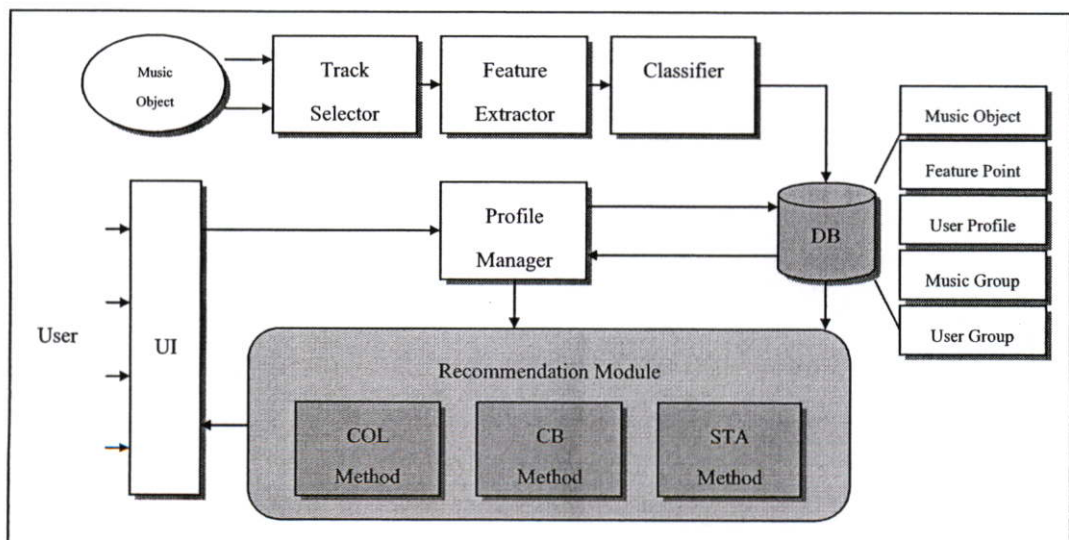 Music
Object
Track
Selector
Feature
Extractor
Classifier
Music Object
Feature Point
User Profile
Music Group
User Group
DB
Profile
Manager
User
UI
Recommendation Module
COL
Method
CB
Method
STA
Method